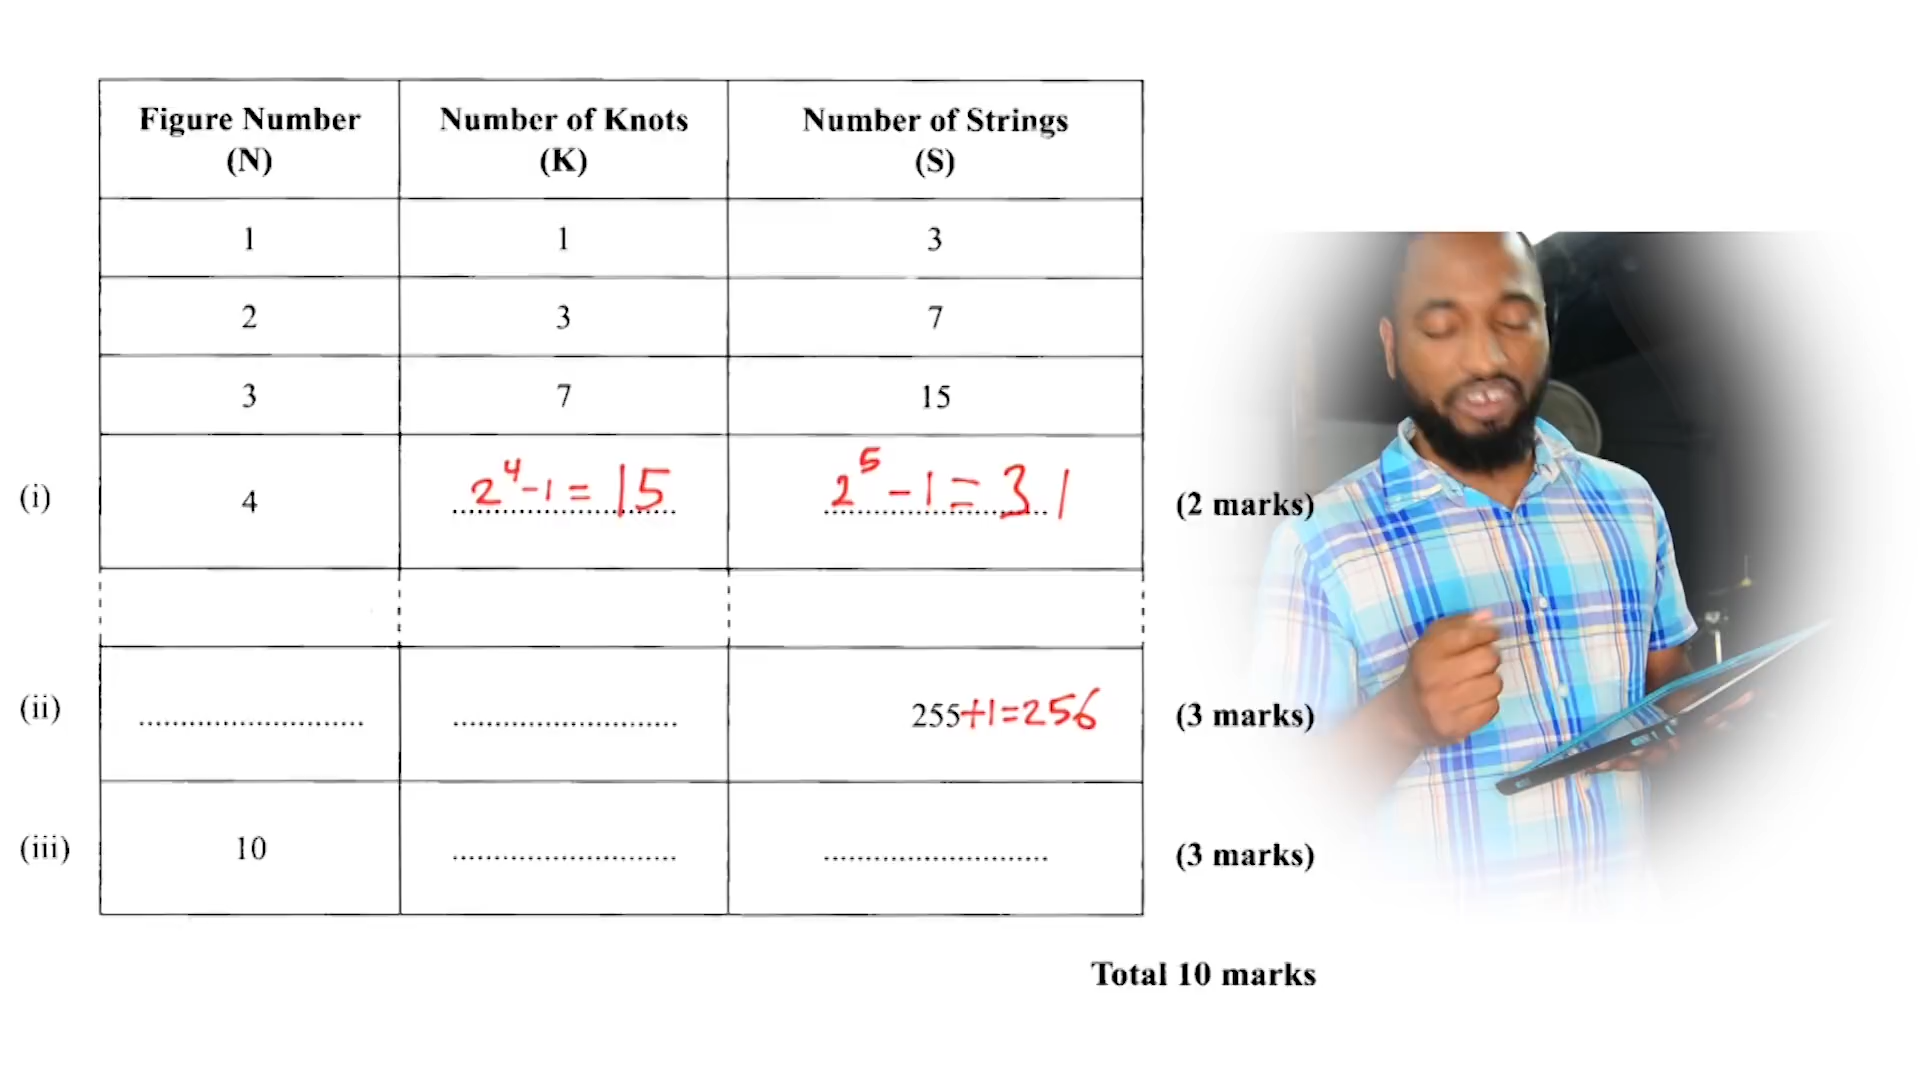 Figure Number (N) Number of Knots (K) Number of Strings (S)
1 1 3
2 3 7
3 7 15
(i) 4 2⁴-1=15 2⁵-1=31 (2 marks)
(ii) ........................... ........................... 255+1=256 (3 marks)
(iii) 10 ........................... ........................... (3 marks)
Total 10 marks